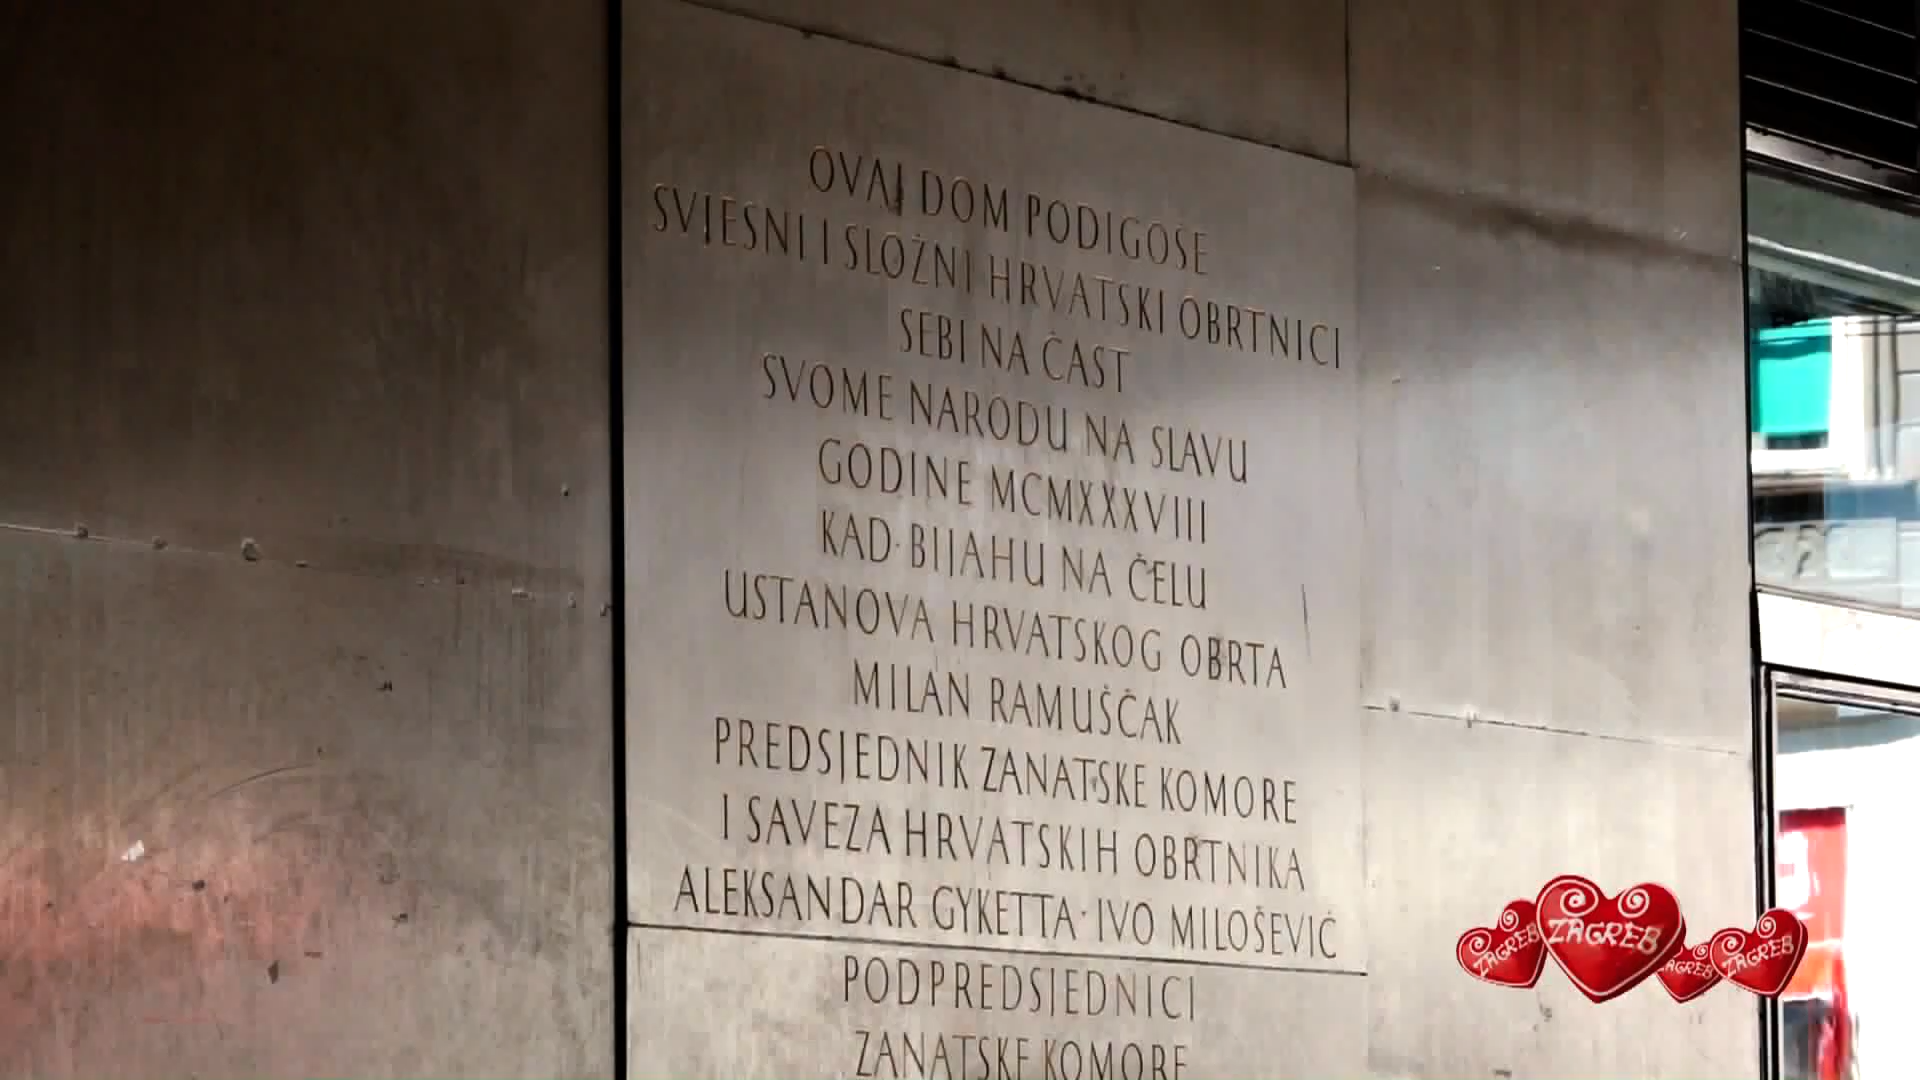 OVAJ DOM PODIGOŠE
SVJESNI I SLOŽNI HRVATSKI OBRTNICI
SEBI NA ČAST
SVOME NARODU NA SLAVU
GODINE MCMXXXVIII
KAD BIJAHU NA ČELU
USTANOVA HRVATSKOG OBRTA
MILAN RAMUŠČAK
PREDSJEDNIK ZANATSKE KOMORE
I SAVEZA HRVATSKIH OBRTNIKA
ALEKSANDAR GYKETTA · IVO MILOŠEVIĆ
PODPREDSJEDNICI
ZANATSKE KOMORE
ZAGREB
ZAGREB
ZAGREB
ZAGREB